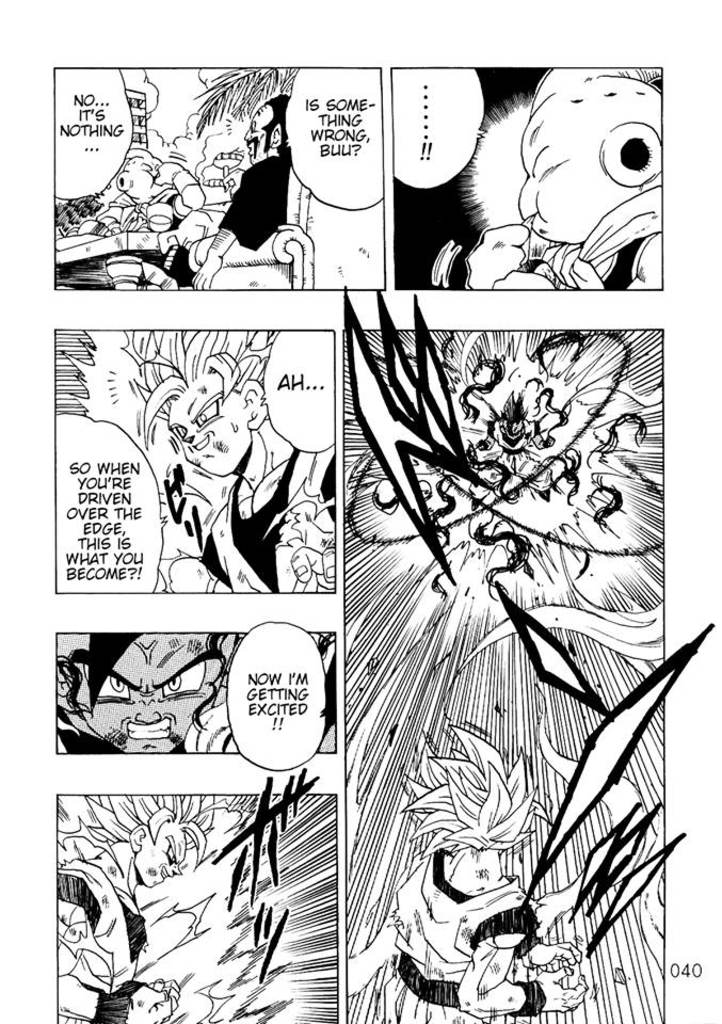 ......
!!
IS SOME-
THING
WRONG,
BUU?
NO...
IT'S
NOTHING
...
AH...
SO WHEN
YOU'RE
DRIVEN
OVER THE
EDGE,
THIS IS
WHAT YOU
BECOME?!
NOW I'M
GETTING
EXCITED
!!
040